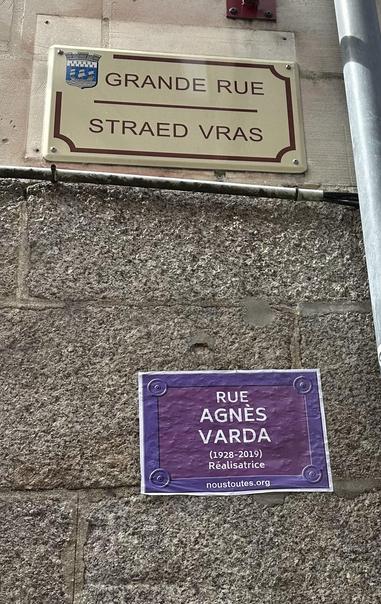 GRANDE RUE
STRAED VRAS
RUE
AGNÈS
VARDA
(1928-2019)
Réalisatrice
noustoutes.org